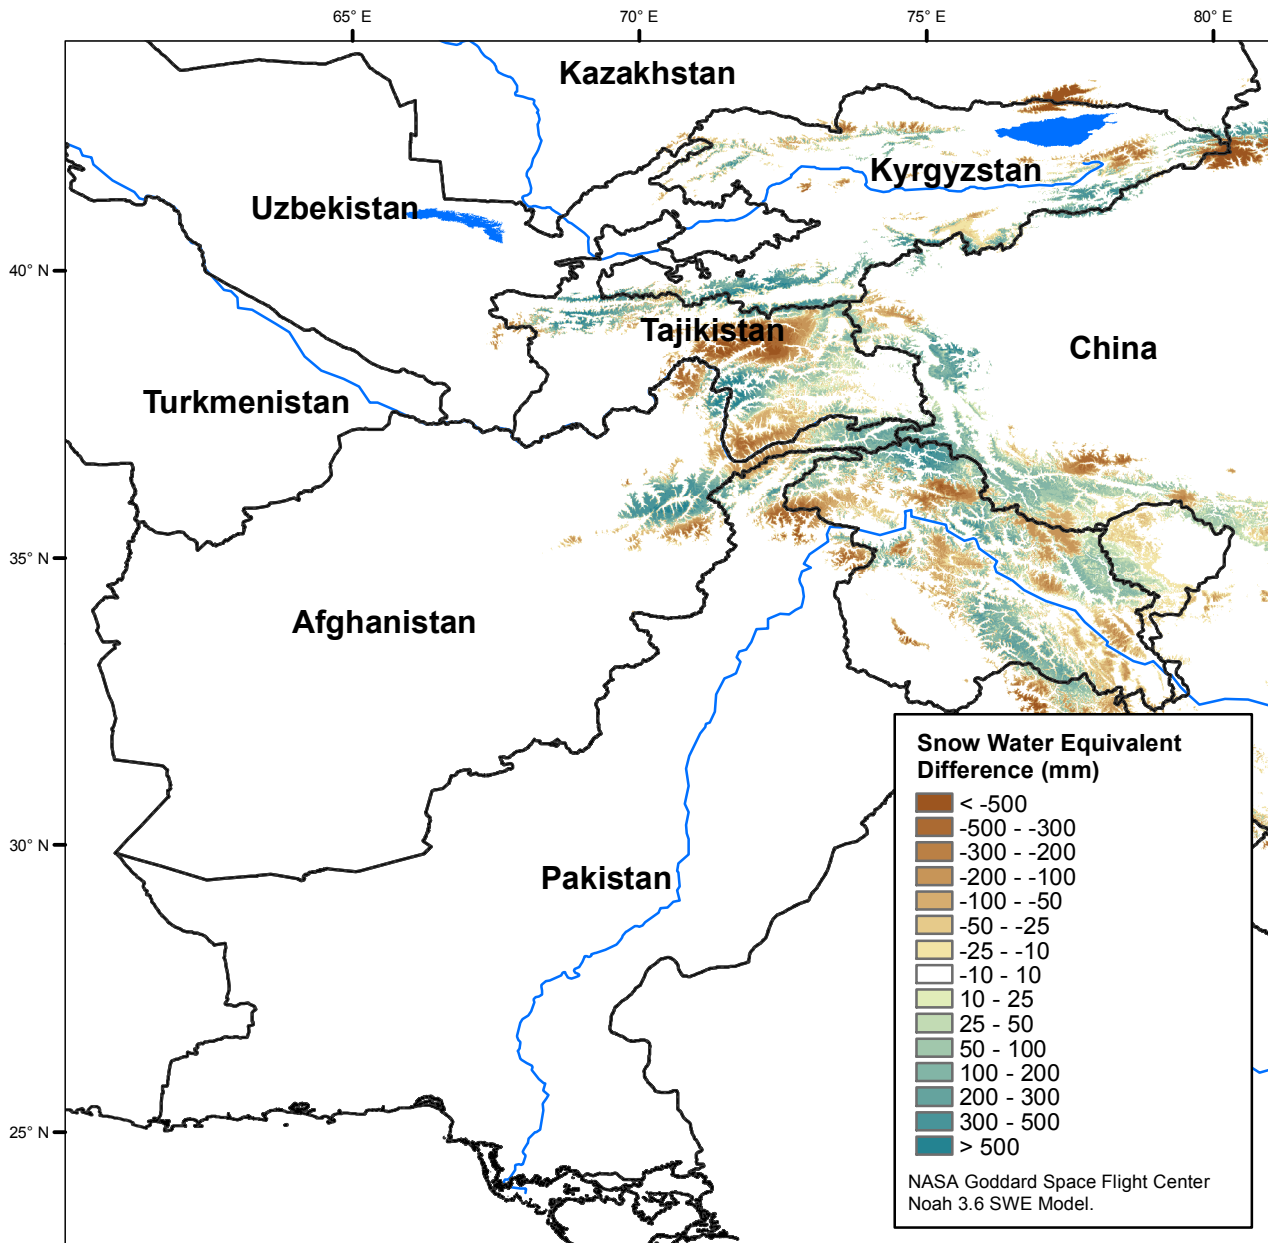 65° E
70° E
75° E
80° E
Kazakhstan
Kyrgyzstan
Uzbekistan
40° N
Tajikistan
China
Turkmenistan
35° N
Afghanistan
Snow Water Equivalent
Difference (mm)
< -500
-500 - -300
-300 - -200
-200 - -100
-100 - -50
-50 - -25
-25 - -10
-10 - 10
10 - 25
25 - 50
50 - 100
100 - 200
200 - 300
300 - 500
> 500
NASA Goddard Space Flight Center
Noah 3.6 SWE Model.
30° N
Pakistan
25° N